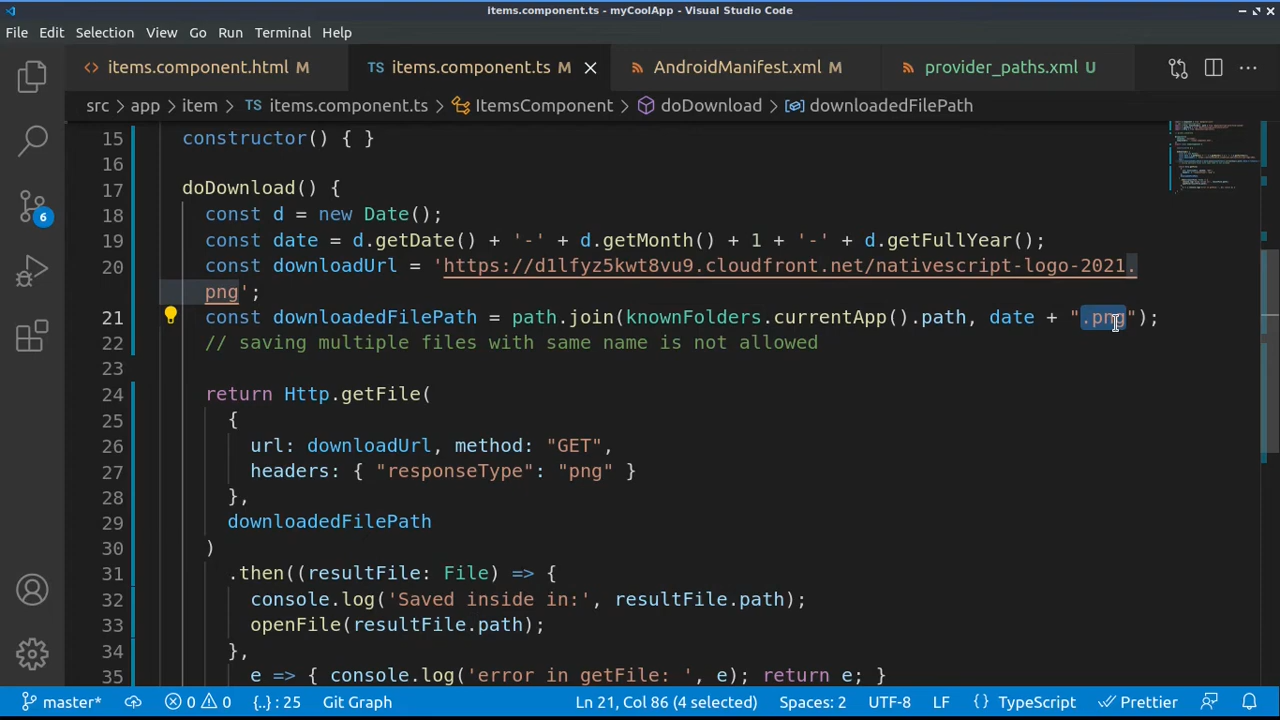 items.component.ts - myCoolApp - Visual Studio Code
File Edit Selection View Go Run Terminal Help
items.component.html M
TS items.component.ts M
AndroidManifest.xml M
provider_paths.xml U
src > app > item > TS items.component.ts > ItemsComponent > doDownload > downloadedFilePath
15 constructor() { }
16
17 doDownload() {
18 const d = new Date();
19 const date = d.getDate() + '-' + d.getMonth() + 1 + '-' + d.getFullYear();
20 const downloadUrl = 'https://d1lfyz5kwt8vu9.cloudfront.net/nativescript-logo-2021.
png';
21 const downloadedFilePath = path.join(knownFolders.currentApp().path, date + ".png");
22 // saving multiple files with same name is not allowed
23
24 return Http.getFile(
25 {
26 url: downloadUrl, method: "GET",
27 headers: { "responseType": "png" }
28 },
29 downloadedFilePath
30 )
31 .then((resultFile: File) => {
32 console.log('Saved inside in:', resultFile.path);
33 openFile(resultFile.path);
34 },
35 e => { console.log('error in getFile: ', e); return e; }
6
master* 0 0 {..} : 25 Git Graph Ln 21, Col 86 (4 selected) Spaces: 2 UTF-8 LF {} TypeScript Prettier